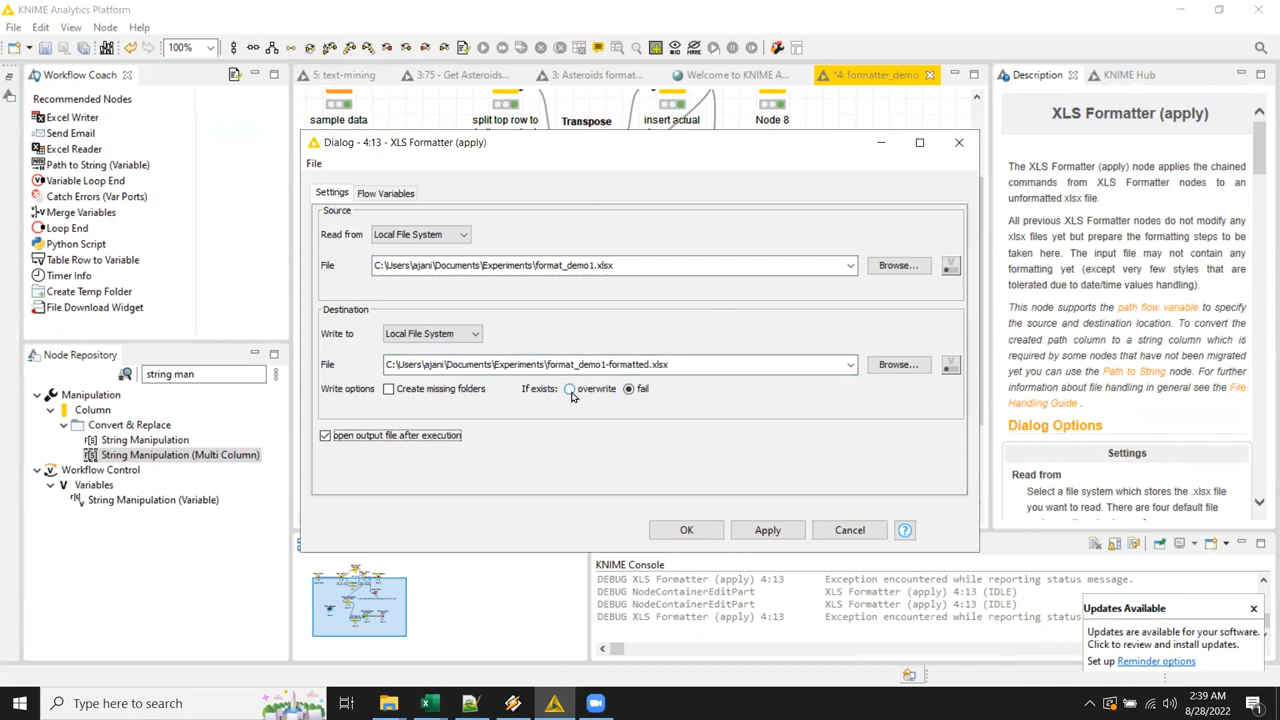 KNIME Analytics Platform
File Edit View Node Help
100%
Workflow Coach
5: text-mining
3:75 - Get Asteroids...
3: Asteroids format...
Welcome to KNIME A...
*4: formatter_demo
Description
KNIME Hub
Recommended Nodes
Excel Writer
Send Email
Excel Reader
Path to String (Variable)
Variable Loop End
Catch Errors (Var Ports)
Merge Variables
Loop End
Python Script
Table Row to Variable
Timer Info
Create Temp Folder
File Download Widget
Node Repository
string man
Manipulation
Column
Convert & Replace
String Manipulation
String Manipulation (Multi Column)
Workflow Control
Variables
String Manipulation (Variable)
sample data
split top row to
Transpose
insert actual
Node 8
Dialog - 4:13 - XLS Formatter (apply)
File
Settings
Flow Variables
Source
Read from
Local File System
File
C:\Users\ajani\Documents\Experiments\format_demo1.xlsx
Browse...
Destination
Write to
Local File System
File
C:\Users\ajani\Documents\Experiments\format_demo1-formatted.xlsx
Browse...
Write options
Create missing folders
If exists:
overwrite
fail
open output file after execution
OK
Apply
Cancel
?
XLS Formatter (apply)
The XLS Formatter (apply) node applies the chained
commands from XLS Formatter nodes to an
unformatted xlsx file.
All previous XLS Formatter nodes do not modify any
xlsx files yet but prepare the formatting steps to be
taken here. The input file may not contain any
formatting yet (except very few styles that are
tolerated due to date/time values handling).
This node supports the path flow variable to specify
the source and destination location. To convert the
created path column to a string column which is
required by some nodes that have not been migrated
yet you can use the Path to String node. For further
information about file handling in general see the File
Handling Guide .
Dialog Options
Settings
Read from
Select a file system which stores the .xlsx file
you want to read. There are four default file
KNIME Console
DEBUG XLS Formatter (apply) 4:13 Exception encountered while reporting status message.
DEBUG NodeContainerEditPart XLS Formatter (apply) 4:13 (IDLE)
DEBUG NodeContainerEditPart XLS Formatter (apply) 4:13 (IDLE)
DEBUG XLS Formatter (apply) 4:13 Exception encountered while reporting status
Updates Available
Updates are available for your software.
Click to review and install updates.
Set up Reminder options
Type here to search
2:39 AM
8/28/2022
1